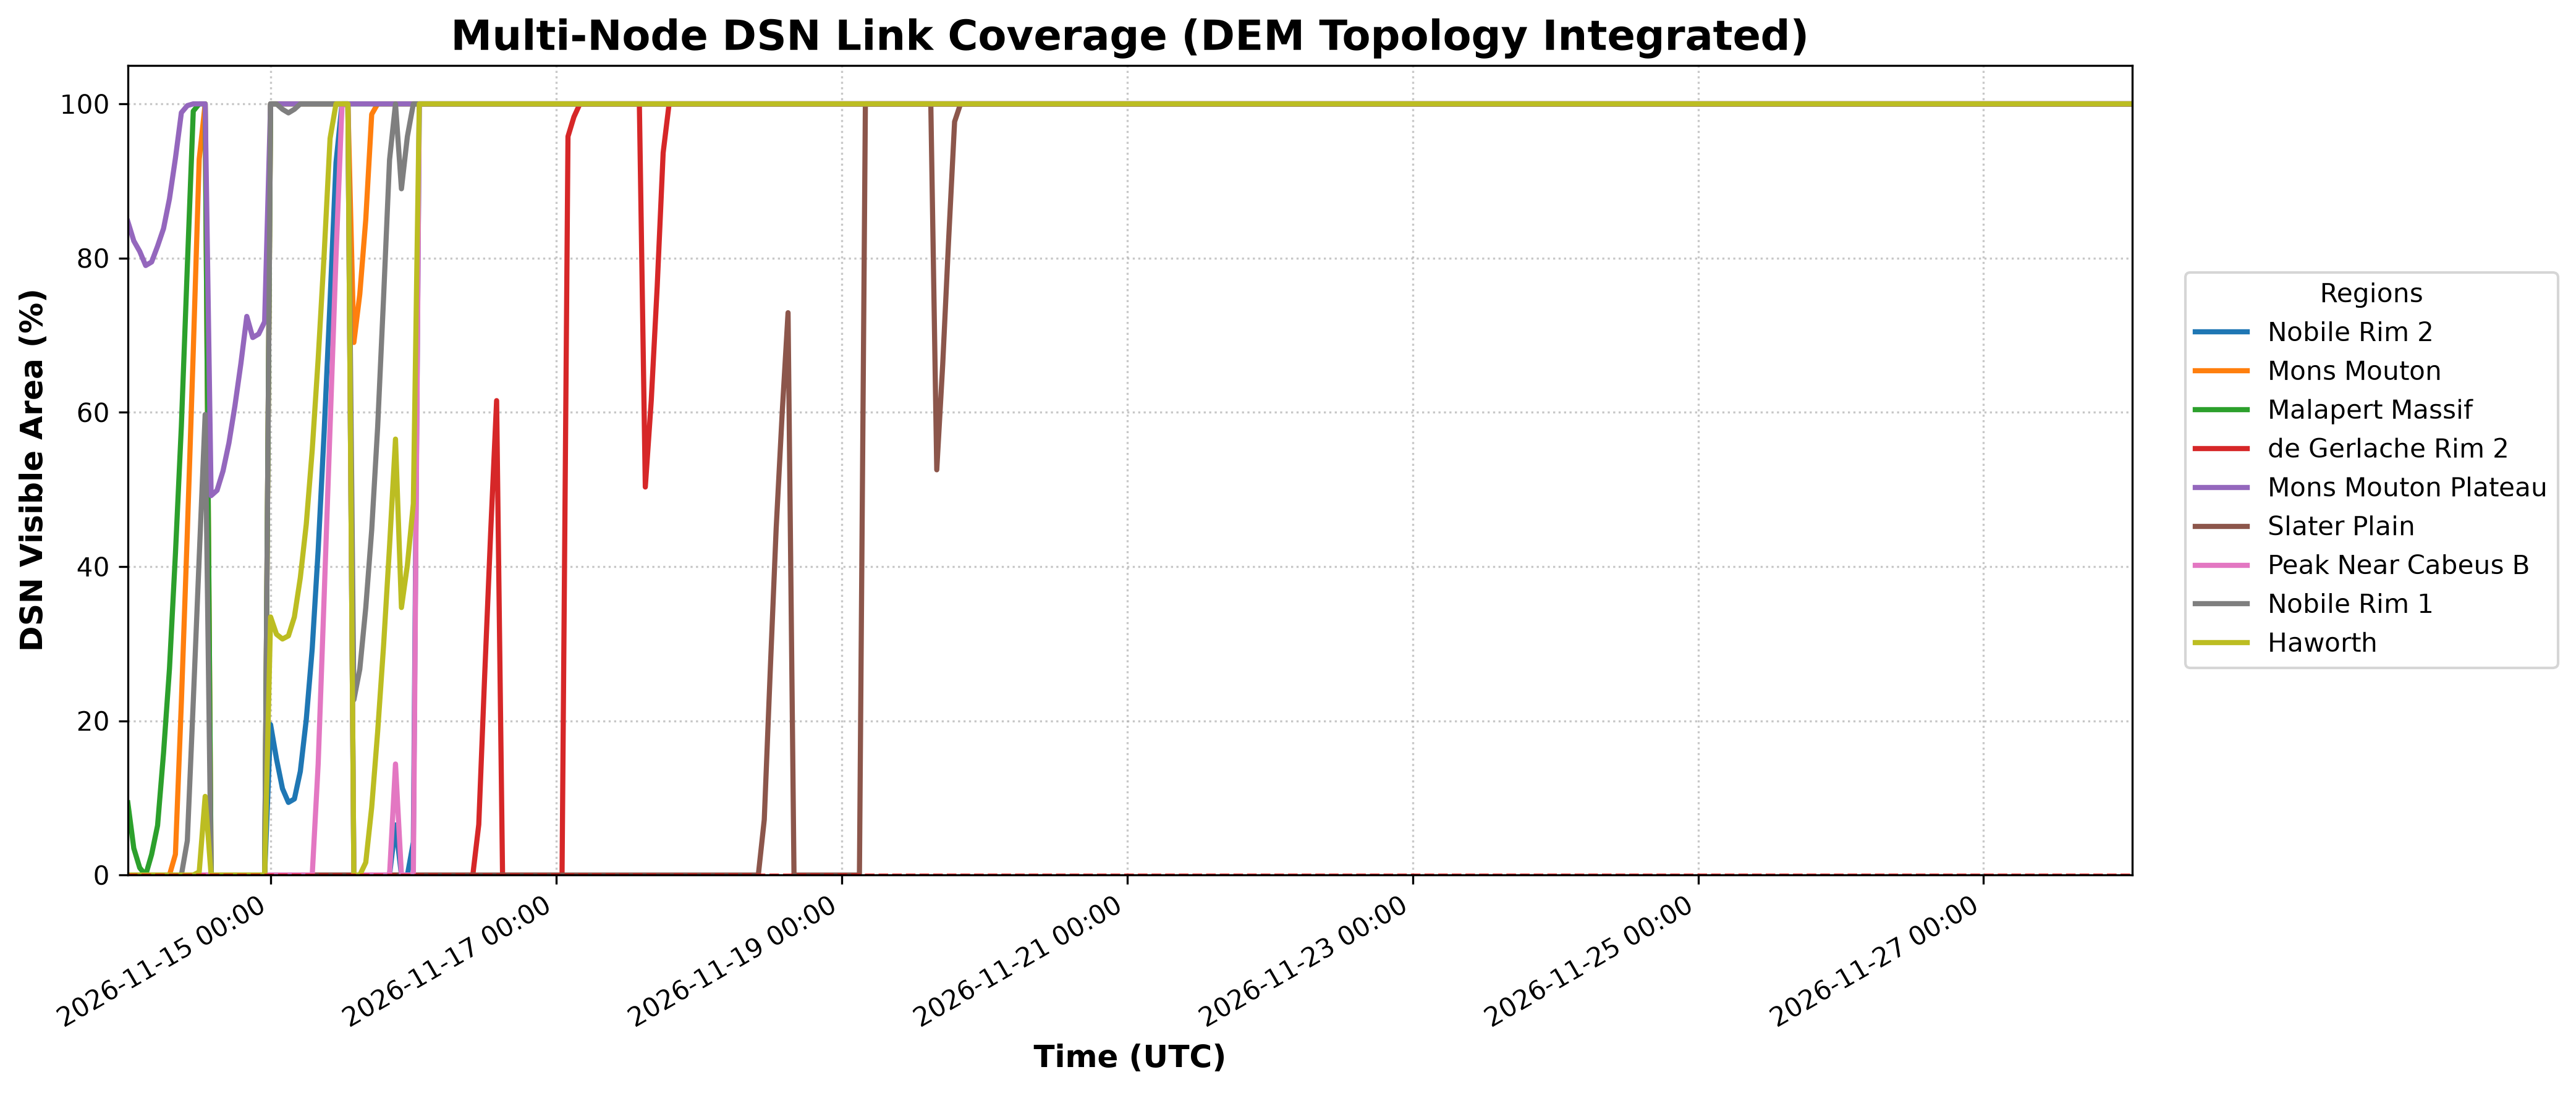 Multi-Node DSN Link Coverage (DEM Topology Integrated)
DSN Visible Area (%)
100
80
60
40
20
0
2026-11-15 00:00
2026-11-17 00:00
2026-11-19 00:00
2026-11-21 00:00
2026-11-23 00:00
2026-11-25 00:00
2026-11-27 00:00
Time (UTC)
Regions
Nobile Rim 2
Mons Mouton
Malapert Massif
de Gerlache Rim 2
Mons Mouton Plateau
Slater Plain
Peak Near Cabeus B
Nobile Rim 1
Haworth